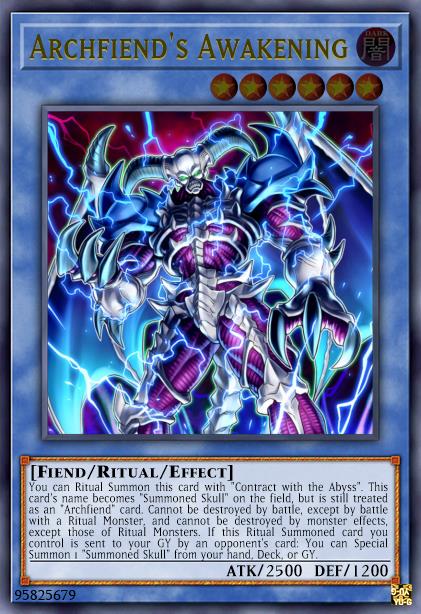 ARCHFIEND'S AWAKENING
DARK
闇
[FIEND/RITUAL/EFFECT]
You can Ritual Summon this card with "Contract with the Abyss". This
card's name becomes "Summoned Skull" on the field, but is still treated
as an "Archfiend" card. Cannot be destroyed by battle, except by battle
with a Ritual Monster, and cannot be destroyed by monster effects,
except those of Ritual Monsters. If this Ritual Summoned card you
control is sent to your GY by an opponent's card: You can Special
Summon 1 "Summoned Skull" from your hand, Deck, or GY.
ATK/2500 DEF/1200
95825679